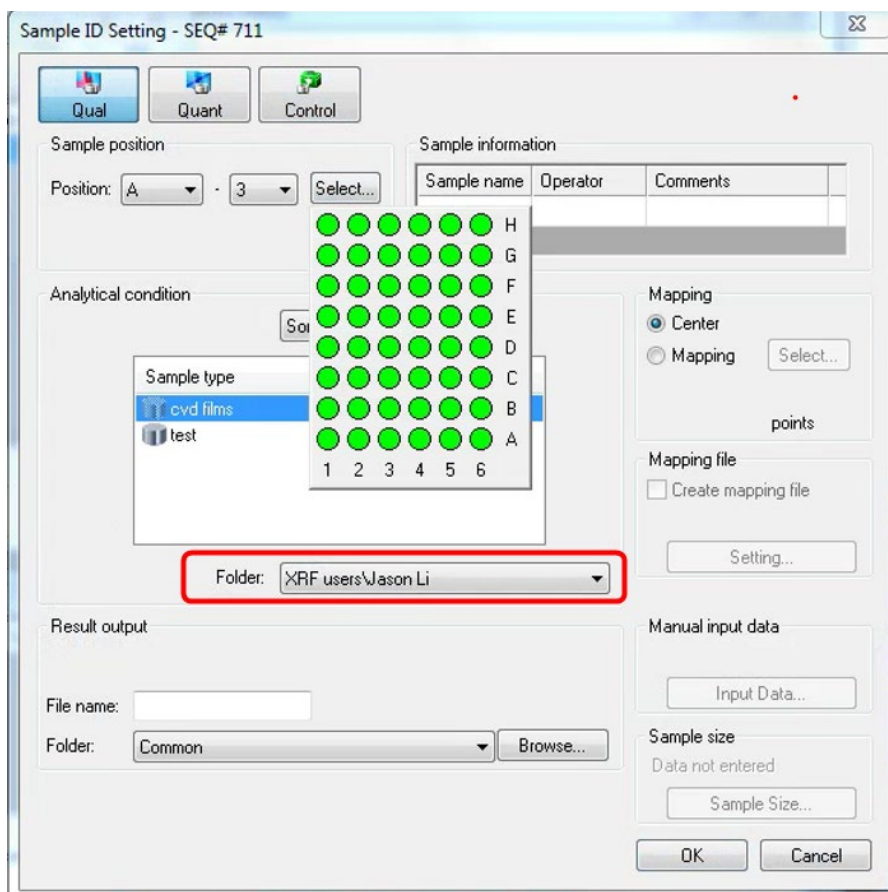 Sample ID Setting - SEQ# 711
Qual
Quant
Control
Sample position
Position:
A
-
3
Select...
H
G
F
E
D
C
B
A
1 2 3 4 5 6
Sample information
Sample name Operator Comments
Analytical condition
Sample type
cvd films
test
Folder:
XRF users\Jason Li
Mapping
Center
Mapping
Select...
points
Mapping file
Create mapping file
Setting...
Result output
File name:
Folder:
Common
Browse...
Manual input data
Input Data...
Sample size
Data not entered
Sample Size...
OK
Cancel